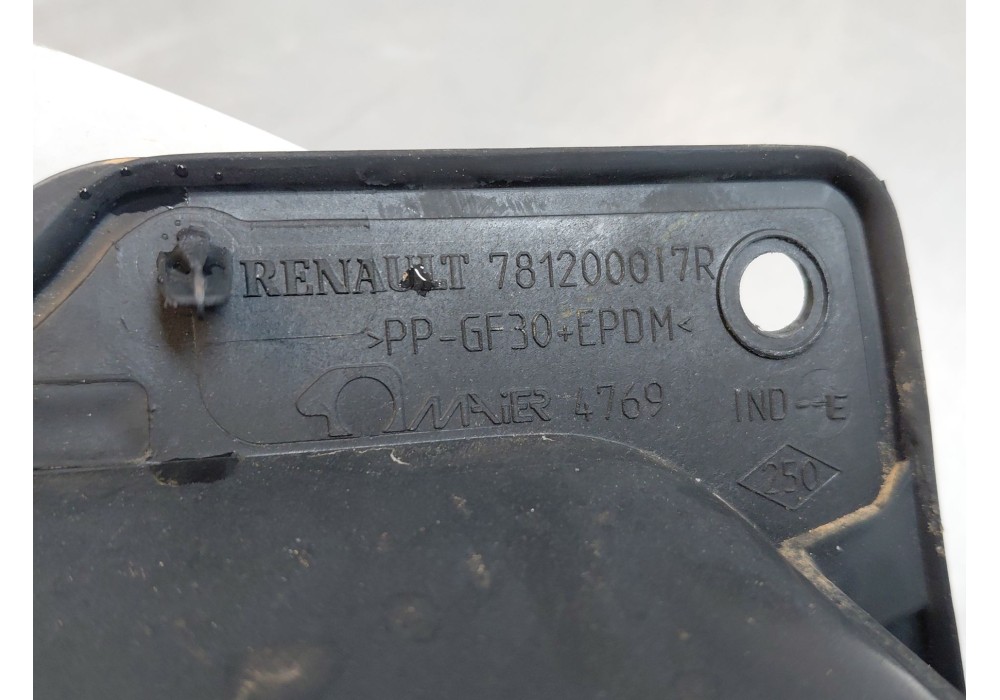 RENAULT 781200017R
>PP-GF30+EPDM<
MAiER 4769 IND--E
250